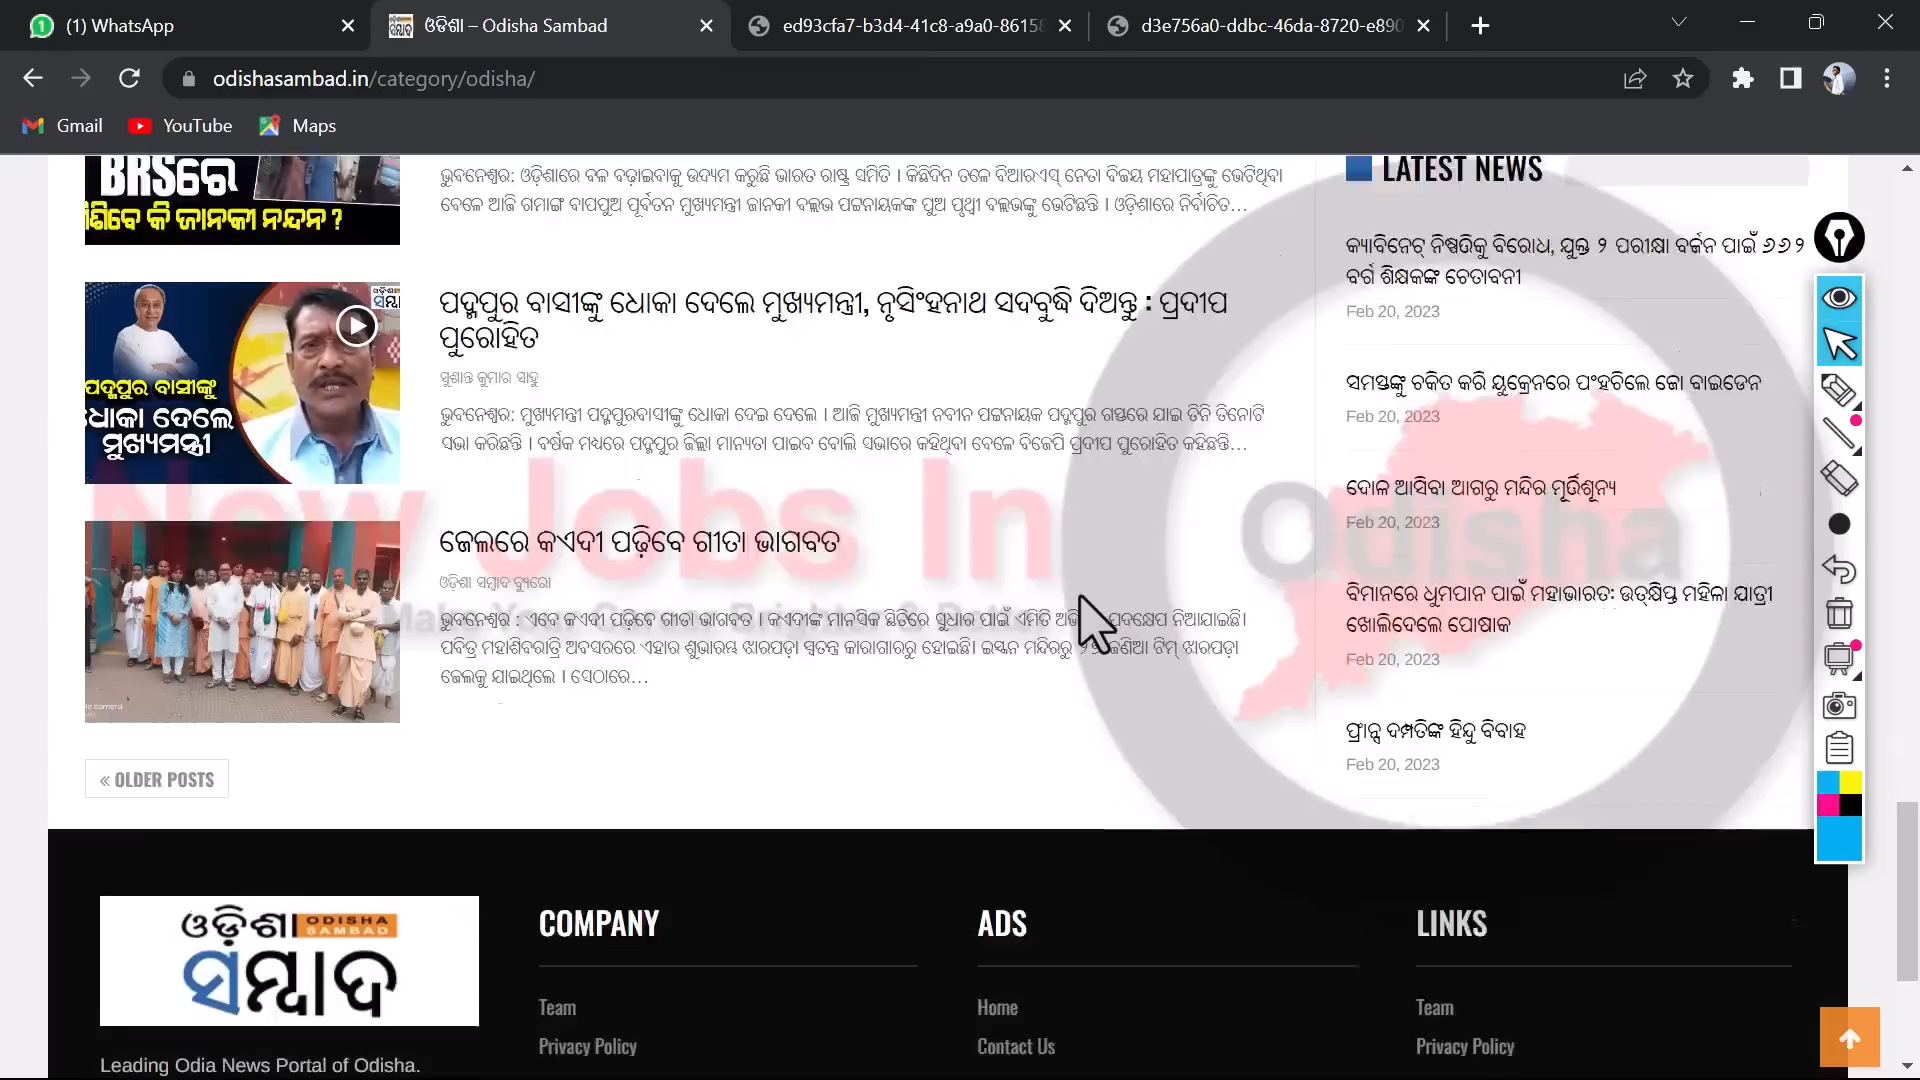 (1) WhatsApp
ଓଡିଶା – Odisha Sambad
ed93cfa7-b3d4-41c8-a9a0-86158
d3e756a0-ddbc-46da-8720-e890
odishasambad.in/category/odisha/
Gmail
YouTube
Maps
BRSରେ
ମିଶିବେ କି ଜାନକୀ ନନ୍ଦନ ?
ଭୁବନେଶ୍ୱର: ଓଡ଼ିଶାରେ ବଳ ବଢ଼ାଇବାକୁ ଉଦ୍ୟମ କରୁଛି ଭାରତ ରାଷ୍ଟ୍ର ସମିତି । କିଛିଦିନ ତଳେ ବିଆରଏସ୍ ନେତା ବିଜୟ ମହାପାତ୍ରଙ୍କୁ ଭେଟିଥିବା
ବେଳେ ଆଜି ଗମାଙ୍ଗ ବାପପୁଅ ପୂର୍ବତନ ମୁଖ୍ୟମନ୍ତ୍ରୀ ଜାନକୀ ବଲ୍ଲଭ ପଟ୍ଟନାୟକଙ୍କ ପୁଅ ପୃଥ୍ୱୀ ବଲ୍ଲଭଙ୍କୁ ଭେଟିଛନ୍ତି । ଓଡ଼ିଶାରେ ନିର୍ବାଚିତ…
ପଦ୍ମପୁର ବାସୀଙ୍କୁ
ଧୋକା ଦେଲେ
ମୁଖ୍ୟମନ୍ତ୍ରୀ
ପଦ୍ମପୁର ବାସୀଙ୍କୁ ଧୋକା ଦେଲେ ମୁଖ୍ୟମନ୍ତ୍ରୀ, ନୃସିଂହନାଥ ସଦବୁଦ୍ଧି ଦିଅନ୍ତୁ : ପ୍ରଦୀପ
ପୁରୋହିତ
ସୁଶାନ୍ତ କୁମାର ସାହୁ
ଭୁବନେଶ୍ୱର: ମୁଖ୍ୟମନ୍ତ୍ରୀ ପଦ୍ମପୁରବାସୀଙ୍କୁ ଧୋକା ଦେଇ ଦେଲେ । ଆଜି ମୁଖ୍ୟମନ୍ତ୍ରୀ ନବୀନ ପଟ୍ଟନାୟକ ପଦ୍ମପୁର ଗସ୍ତରେ ଯାଇ ତିନି ତିନୋଟି
ସଭା କରିଛନ୍ତି । ବର୍ଷକ ମଧ୍ୟରେ ପଦ୍ମପୁର ଜିଲ୍ଲା ମାନ୍ୟତା ପାଇବ ବୋଲି ସଭାରେ କହିଥିବା ବେଳେ ବିଜେପି ପ୍ରଦୀପ ପୁରୋହିତ କହିଛନ୍ତି…
New Jobs In Odisha
ଜେଲରେ କଏଦୀ ପଢ଼ିବେ ଗୀତା ଭାଗବତ
ଓଡ଼ିଶା ସମ୍ବାଦ ବ୍ୟୁରୋ
ଭୁବନେଶ୍ୱର : ଏବେ କଏଦୀ ପଢ଼ିବେ ଗୀତା ଭାଗବତ । କଏଦୀଙ୍କ ମାନସିକ ସ୍ଥିତିରେ ସୁଧାର ପାଇଁ ଏମିତି ପଦକ୍ଷେପ ନିଆଯାଇଛି।
ପବିତ୍ର ମହାଶିବରାତ୍ରି ଅବସରରେ ଏହାର ଶୁଭାରମ୍ଭ ଝାରପଡ଼ା ସ୍ୱତନ୍ତ୍ର କାରାଗାରରୁ ହୋଇଛି। ଇସ୍କନ ମନ୍ଦିରରୁ ଜଣିଆ ଟିମ୍ ଝାରପଡ଼ା
ଜେଲକୁ ଯାଇଥିଲେ । ସେଠାରେ…
« OLDER POSTS
LATEST NEWS
କ୍ୟାବିନେଟ୍ ନିଷ୍ପତ୍ତିକୁ ବିରୋଧ, ଯୁକ୍ତ ୨ ପରୀକ୍ଷା ବର୍ଜନ ପାଇଁ ୬୬୨
ବର୍ଗ ଶିକ୍ଷକଙ୍କ ଚେତାବନୀ
Feb 20, 2023
ସମସ୍ତଙ୍କୁ ଚକିତ କରି ୟୁକ୍ରେନରେ ପଂହଚିଲେ ଜୋ ବାଇଡେନ
Feb 20, 2023
ଦୋଳ ଆସିବା ଆଗରୁ ମନ୍ଦିର ମୂର୍ତିଶୂନ୍ୟ
Feb 20, 2023
ବିମାନରେ ଧୁମପାନ ପାଇଁ ମହାଭାରତ: ଉତ୍‌କ୍ଷିପ୍ତ ମହିଳା ଯାତ୍ରୀ
ଖୋଲିଦେଲେ ପୋଷାକ
Feb 20, 2023
ଫ୍ରାନ୍ସ ଦମ୍ପତିଙ୍କ ହିନ୍ଦୁ ବିବାହ
Feb 20, 2023
ଓଡ଼ିଶା ODISHA SAMBAD
ସମ୍ବାଦ
Leading Odia News Portal of Odisha.
COMPANY
Team
Privacy Policy
ADS
Home
Contact Us
LINKS
Team
Privacy Policy